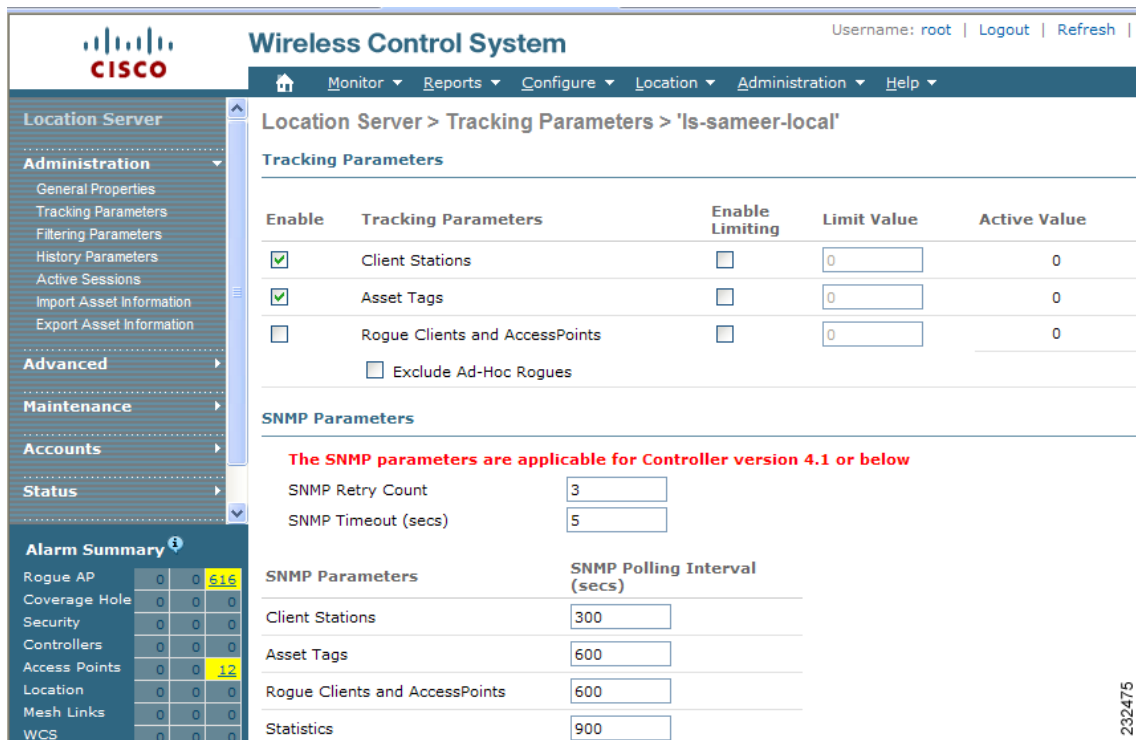 Username: root | Logout | Refresh |
CISCO
Wireless Control System
Monitor Reports Configure Location Administration Help
Location Server
Administration
General Properties
Tracking Parameters
Filtering Parameters
History Parameters
Active Sessions
Import Asset Information
Export Asset Information
Advanced
Maintenance
Accounts
Status
Alarm Summary
Rogue AP 0 0 616
Coverage Hole 0 0 0
Security 0 0 0
Controllers 0 0 0
Access Points 0 0 12
Location 0 0 0
Mesh Links 0 0 0
WCS 0 0 0
Location Server > Tracking Parameters > 'ls-sameer-local'
Tracking Parameters
Enable Tracking Parameters Enable Limiting Limit Value Active Value
Client Stations 0 0
Asset Tags 0 0
Rogue Clients and AccessPoints 0 0
Exclude Ad-Hoc Rogues
SNMP Parameters
The SNMP parameters are applicable for Controller version 4.1 or below
SNMP Retry Count 3
SNMP Timeout (secs) 5
SNMP Parameters SNMP Polling Interval (secs)
Client Stations 300
Asset Tags 600
Rogue Clients and AccessPoints 600
Statistics 900
232475